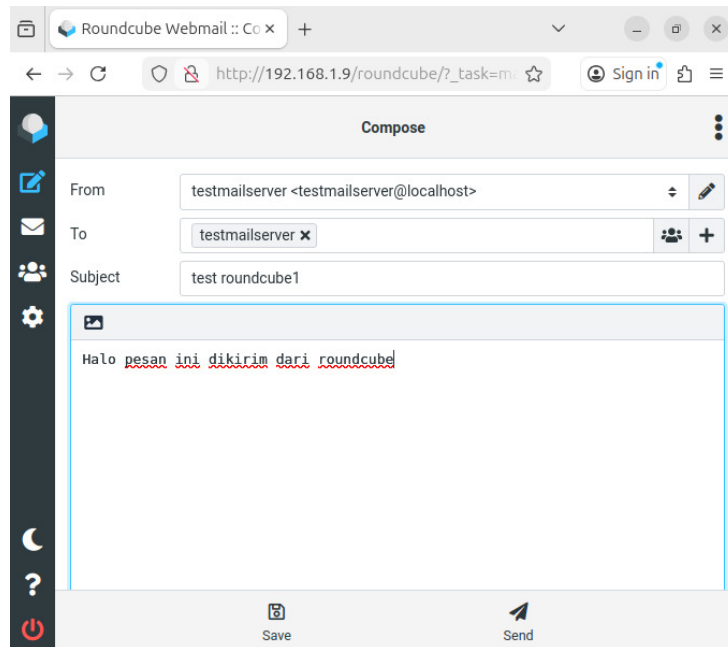 Roundcube Webmail :: Co
http://192.168.1.9/roundcube/?_task=m
Sign in
Compose
From
testmailserver <testmailserver@localhost>
To
testmailserver
Subject
test roundcube1
Halo pesan ini dikirim dari roundcube
Save
Send